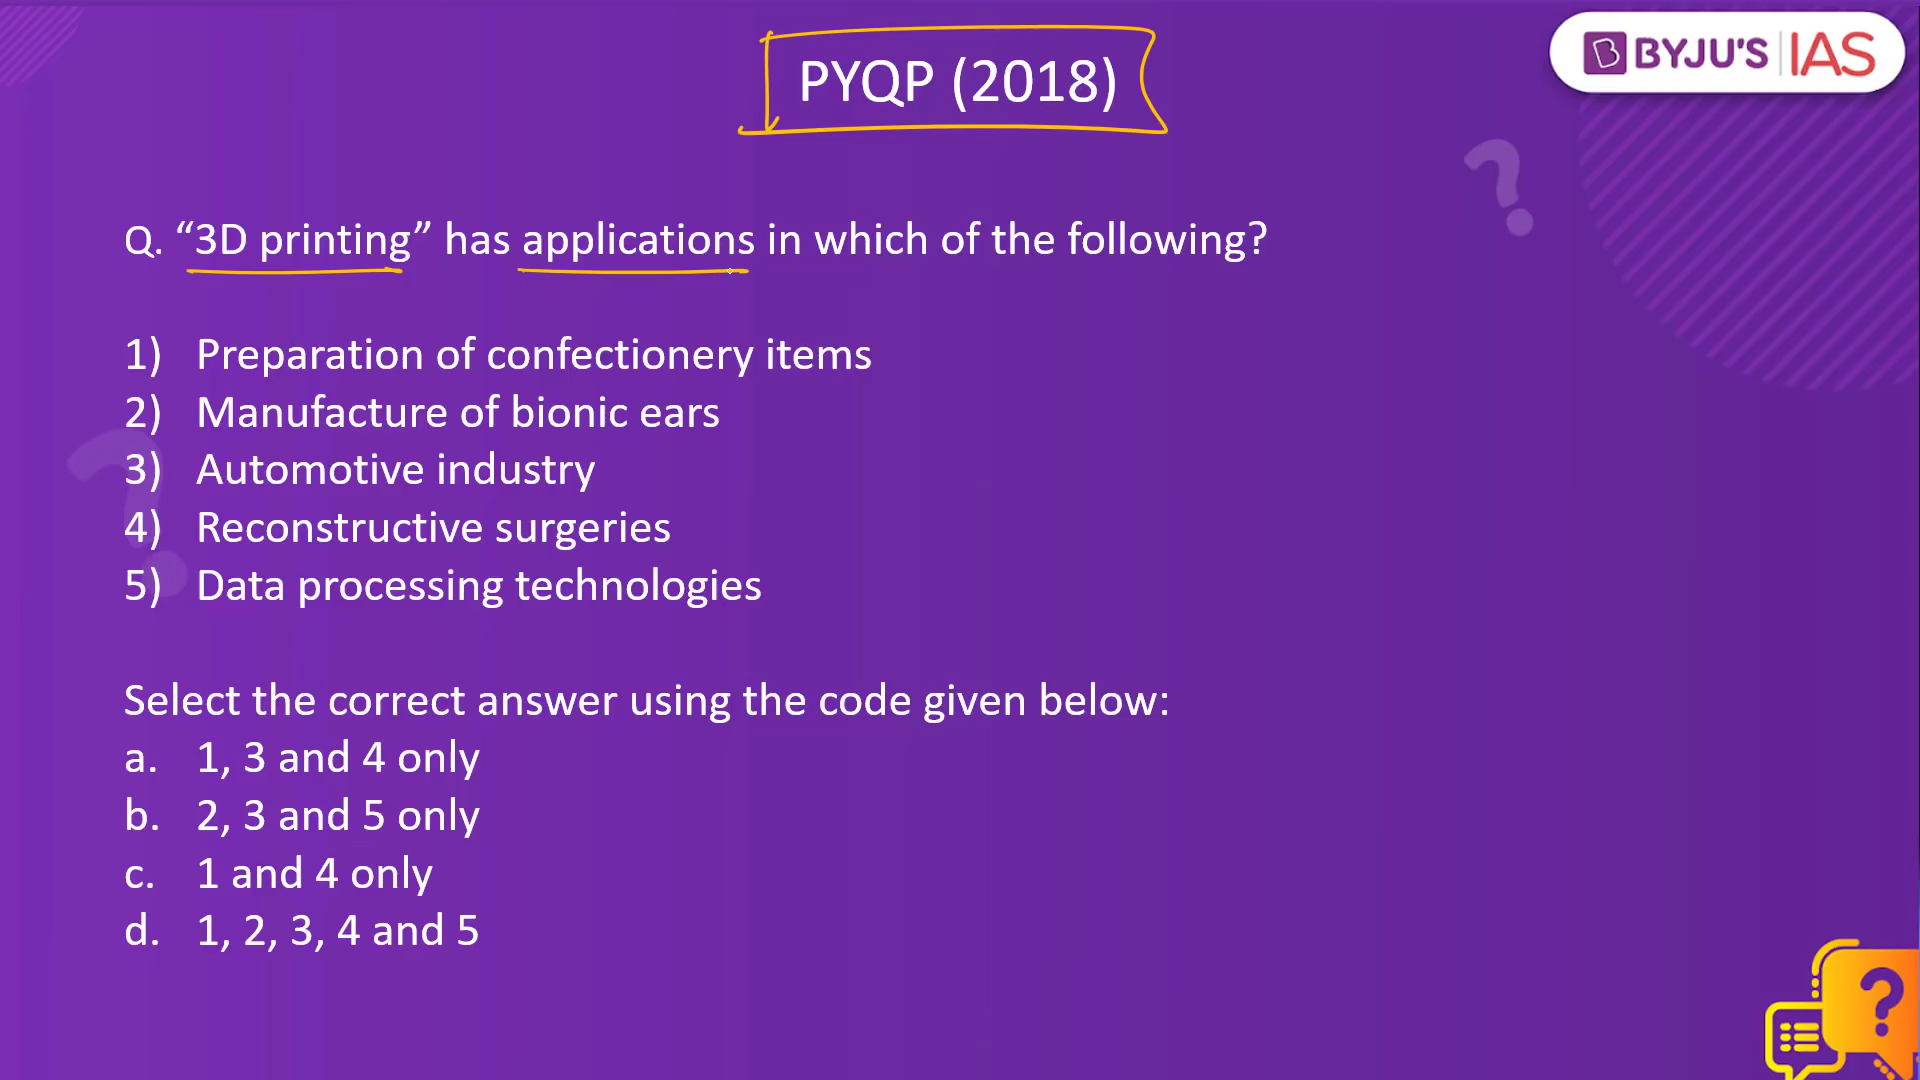 PYQP (2018)
BYJU'S IAS
Q. “3D printing” has applications in which of the following?
1) Preparation of confectionery items
2) Manufacture of bionic ears
3) Automotive industry
4) Reconstructive surgeries
5) Data processing technologies
Select the correct answer using the code given below:
a. 1, 3 and 4 only
b. 2, 3 and 5 only
c. 1 and 4 only
d. 1, 2, 3, 4 and 5